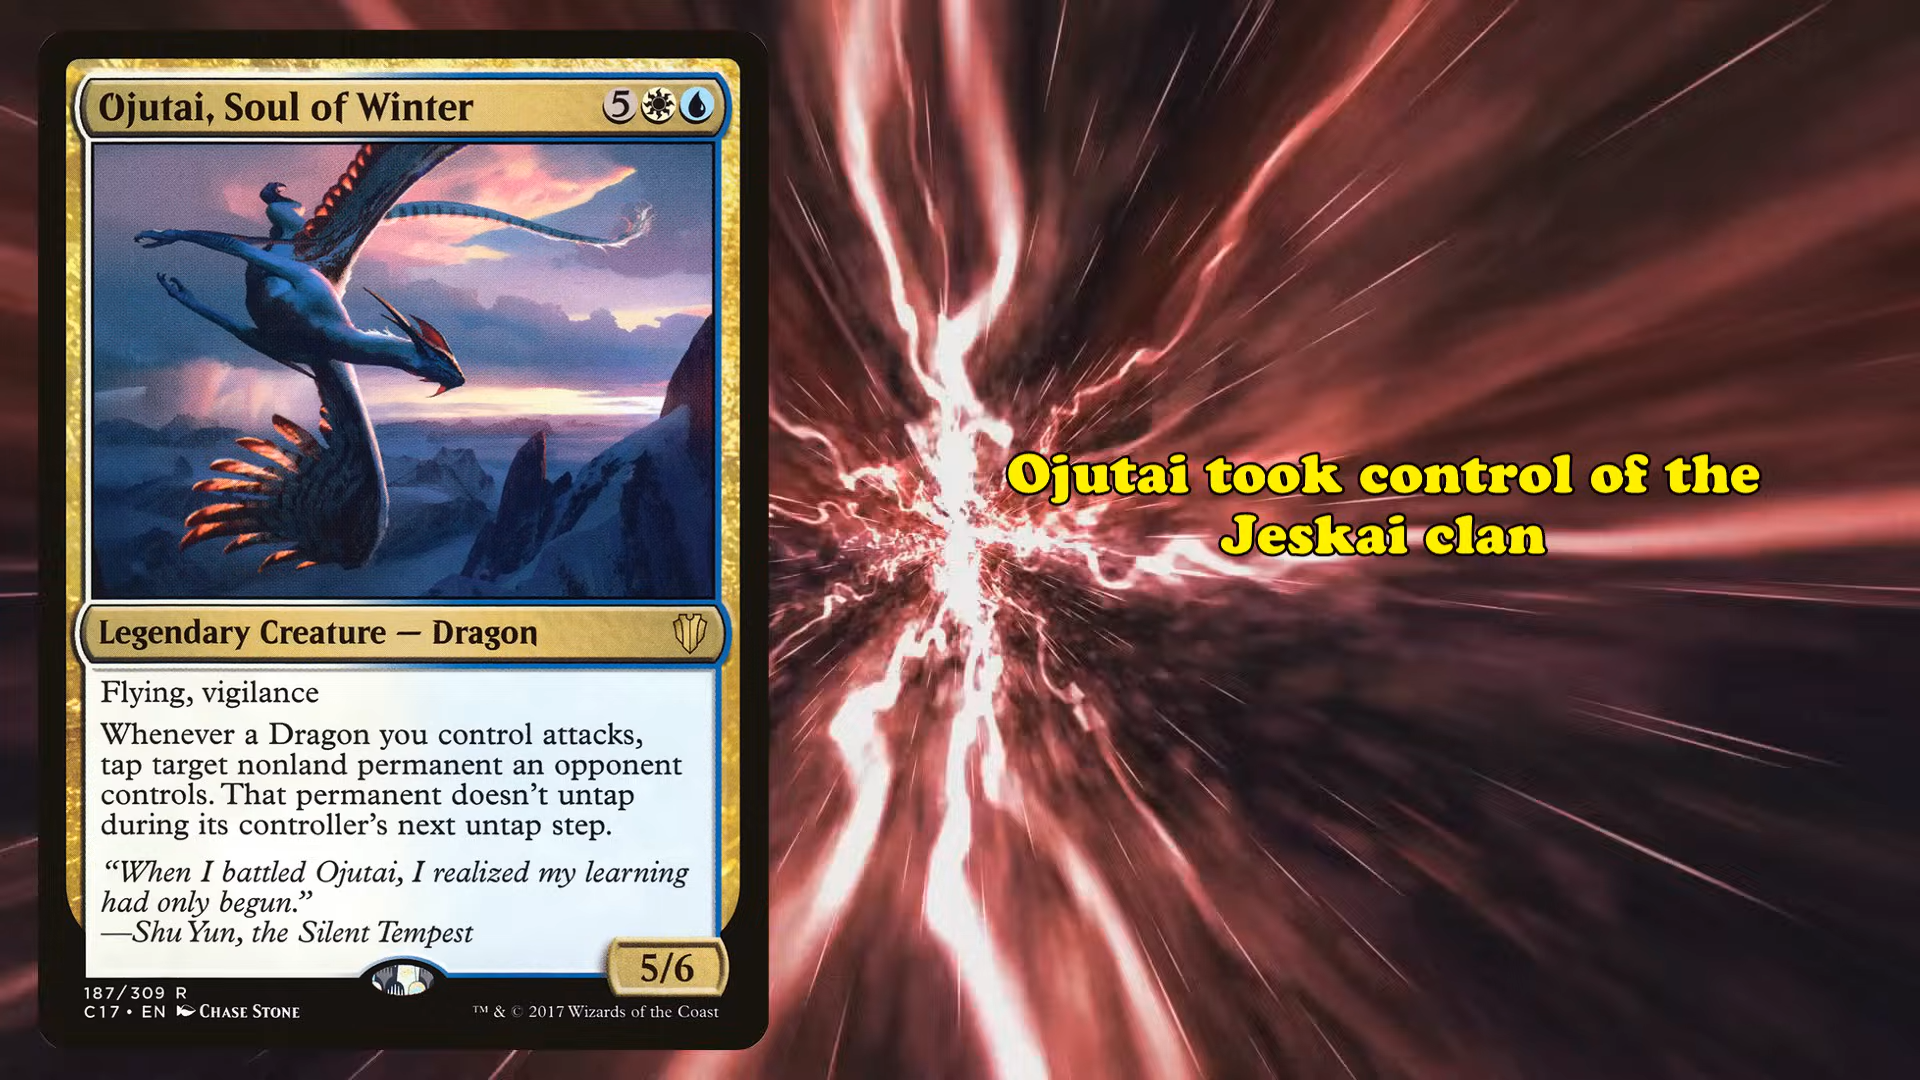 Ojutai, Soul of Winter 5
Legendary Creature — Dragon
Flying, vigilance
Whenever a Dragon you control attacks,
tap target nonland permanent an opponent
controls. That permanent doesn't untap
during its controller's next untap step.
"When I battled Ojutai, I realized my learning
had only begun."
—Shu Yun, the Silent Tempest
5/6
187/309 R
C17 • EN Chase Stone
™ & © 2017 Wizards of the Coast
Ojutai took control of the
Jeskai clan